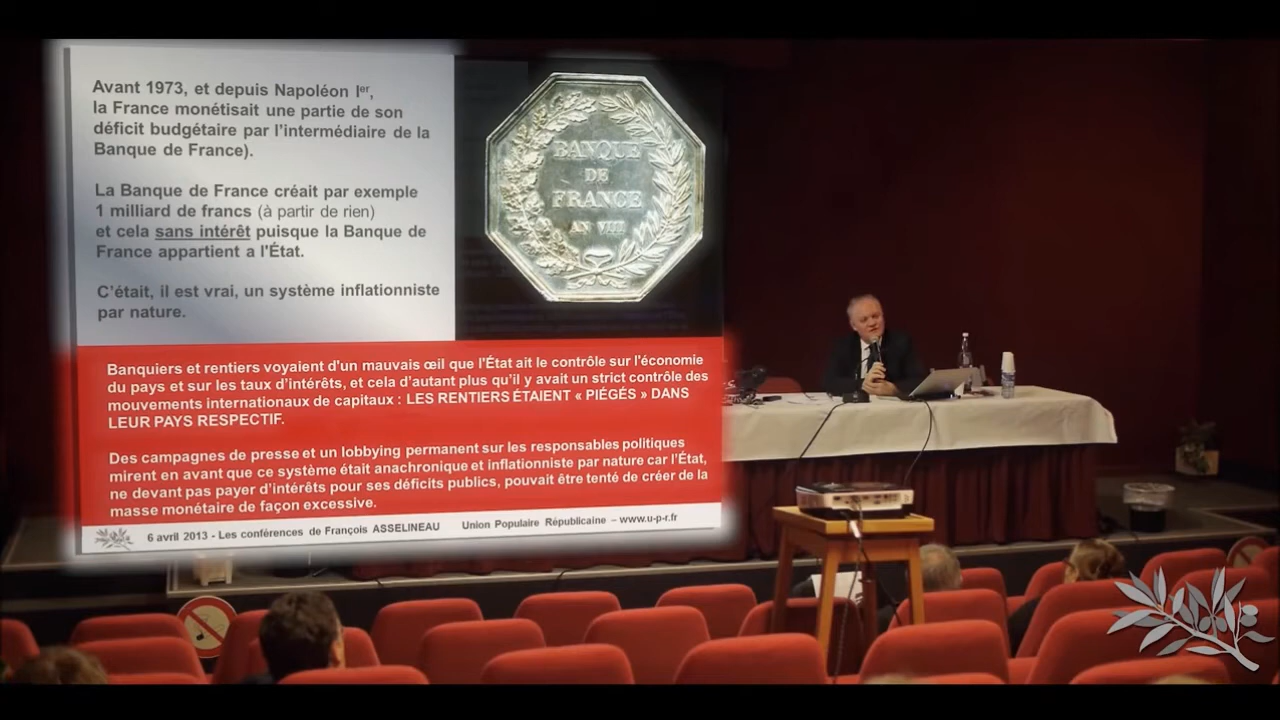 Avant 1973, et depuis Napoléon Iᵉʳ,
la France monétisait une partie de son
déficit budgétaire par l'intermédiaire de la
Banque de France).
La Banque de France créait par exemple
1 milliard de francs (à partir de rien)
et cela sans intérêt puisque la Banque de
France appartient a l'État.
C'était, il est vrai, un système inflationniste
par nature.
BANQUE
DE
FRANCE
AN VIII
Banquiers et rentiers voyaient d'un mauvais œil que l'État ait le contrôle sur l'économie
du pays et sur les taux d'intérêts, et cela d'autant plus qu'il y avait un strict contrôle des
mouvements internationaux de capitaux : LES RENTIERS ÉTAIENT « PIÉGÉS » DANS
LEUR PAYS RESPECTIF.
Des campagnes de presse et un lobbying permanent sur les responsables politiques
mirent en avant que ce système était anachronique et inflationniste par nature car l'État,
ne devant pas payer d'intérêts pour ses déficits publics, pouvait être tenté de créer de la
masse monétaire de façon excessive.
6 avril 2013 - Les conférences de François ASSELINEAU Union Populaire Républicaine – www.u-p-r.fr